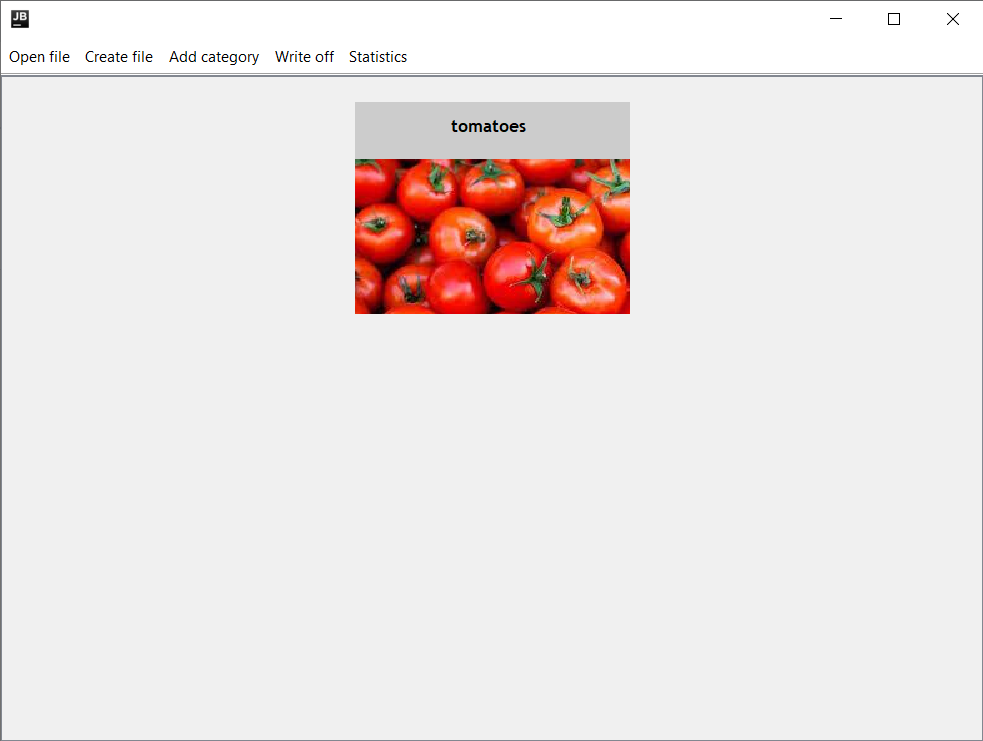 JB
Open file Create file Add category Write off Statistics
tomatoes